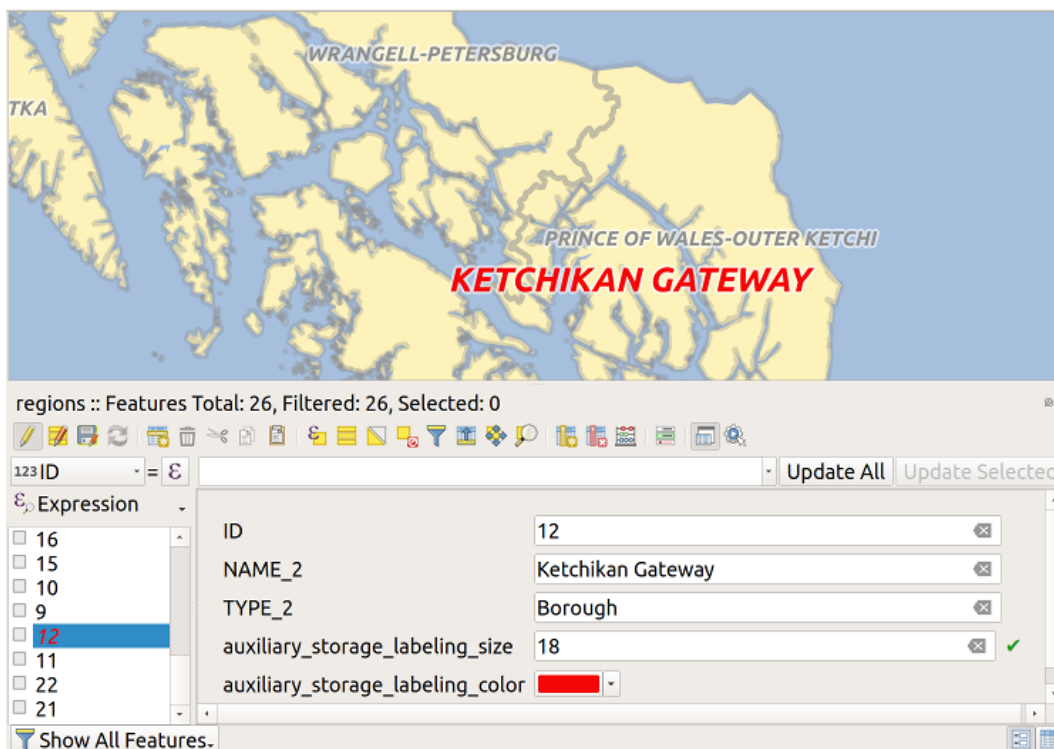 WRANGELL-PETERSBURG
TKA
PRINCE OF WALES-OUTER KETCHI
KETCHIKAN GATEWAY
regions :: Features Total: 26, Filtered: 26, Selected: 0
123 ID = ε Update All Update Selected
Expression
16
15
10
9
12
11
22
21
ID 12
NAME_2 Ketchikan Gateway
TYPE_2 Borough
auxiliary_storage_labeling_size 18
auxiliary_storage_labeling_color
Show All Features